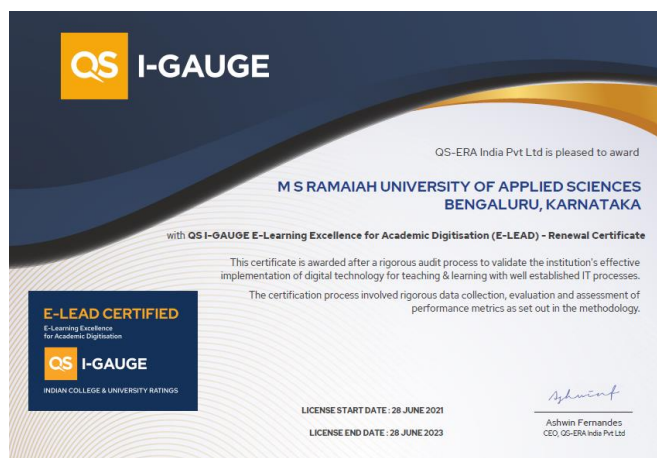 QS I-GAUGE
QS-ERA India Pvt Ltd is pleased to award
M S RAMAIAH UNIVERSITY OF APPLIED SCIENCES
BENGALURU, KARNATAKA
with QS I-GAUGE E-Learning Excellence for Academic Digitisation (E-LEAD) - Renewal Certificate
This certificate is awarded after a rigorous audit process to validate the institution's effective
implementation of digital technology for teaching & learning with well established IT processes.
The certification process involved rigorous data collection, evaluation and assessment of
performance metrics as set out in the methodology.
E-LEAD CERTIFIED
E-Learning Excellence
for Academic Digitisation
QS I-GAUGE
INDIAN COLLEGE & UNIVERSITY RATINGS
LICENSE START DATE : 28 JUNE 2021
LICENSE END DATE : 28 JUNE 2023
Ashwinf
Ashwin Fernandes
CEO, QS-ERA India Pvt Ltd